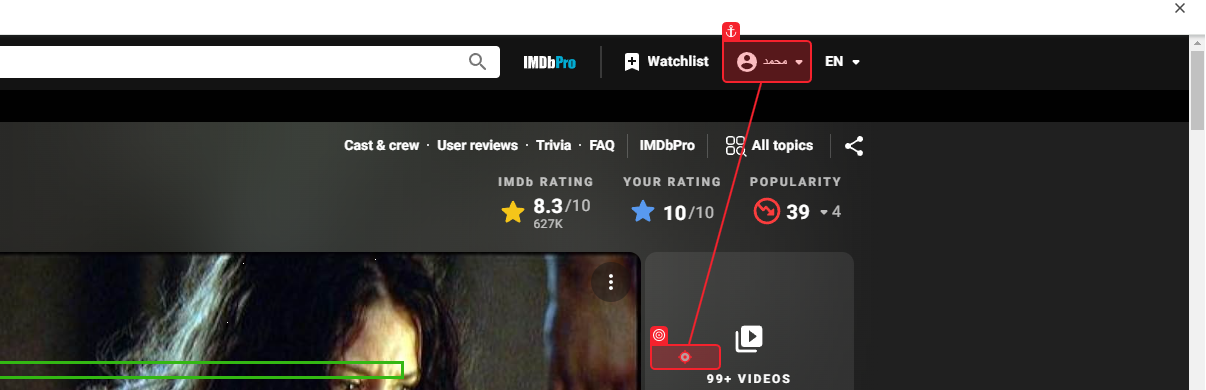 IMDbPro
Watchlist
محمد
EN
Cast & crew · User reviews · Trivia · FAQ
IMDbPro
All topics
IMDb RATING
8.3/10
627K
YOUR RATING
10/10
POPULARITY
39
4
99+ VIDEOS